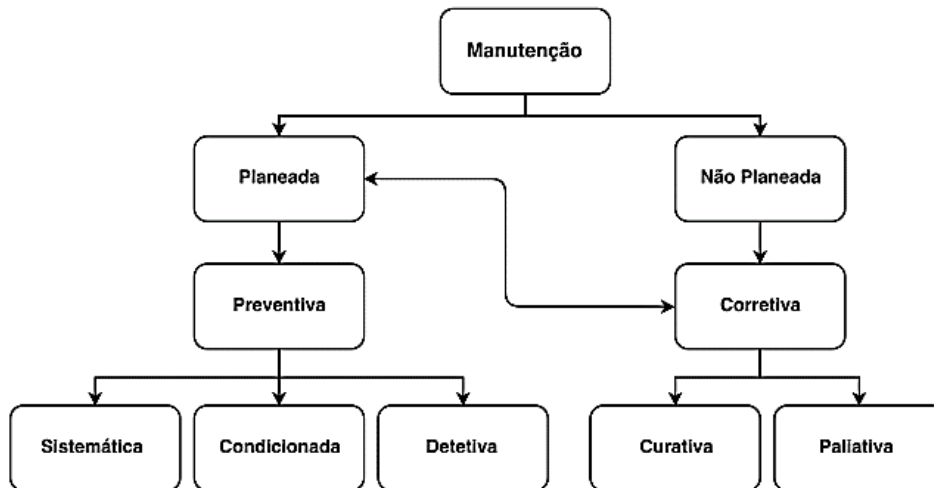 Manutenção
Planeada
Não Planeada
Preventiva
Corretiva
Sistemática
Condicionada
Detetiva
Curativa
Paliativa